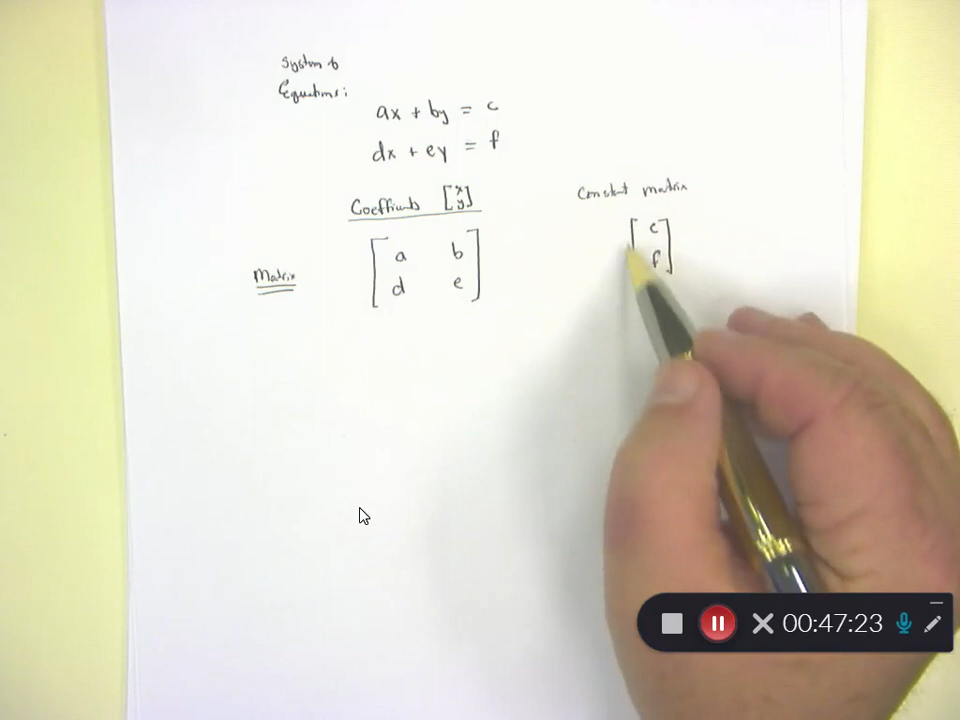 System of
Equations:
ax + by = c
dx + ey = f
Coefficients [x y]
Constant matrix
Matrix
[a b
d e]
[c
f]
00:47:23